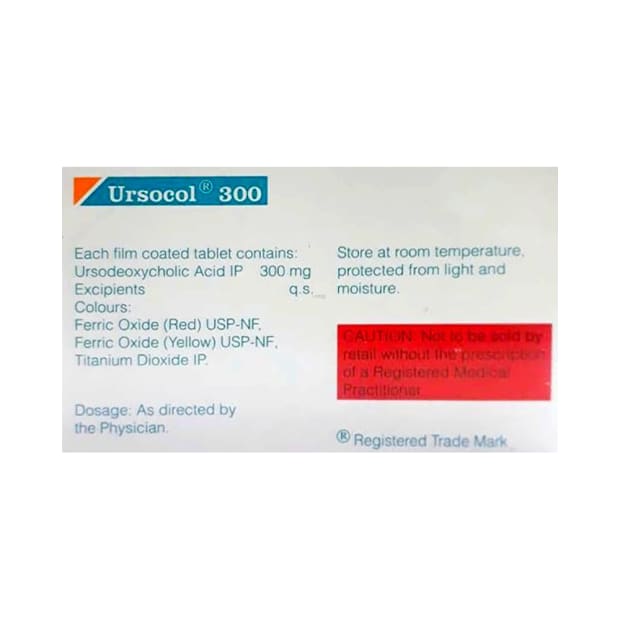 Ursocol® 300
Each film coated tablet contains:
Ursodeoxycholic Acid IP 300 mg
Excipients q.s.
Colours:
Ferric Oxide (Red) USP-NF,
Ferric Oxide (Yellow) USP-NF,
Titanium Dioxide IP.
Dosage: As directed by
the Physician.
Store at room temperature,
protected from light and
moisture.
CAUTION: Not to be sold by
retail without the prescription
of a Registered Medical
Practitioner.
® Registered Trade Mark